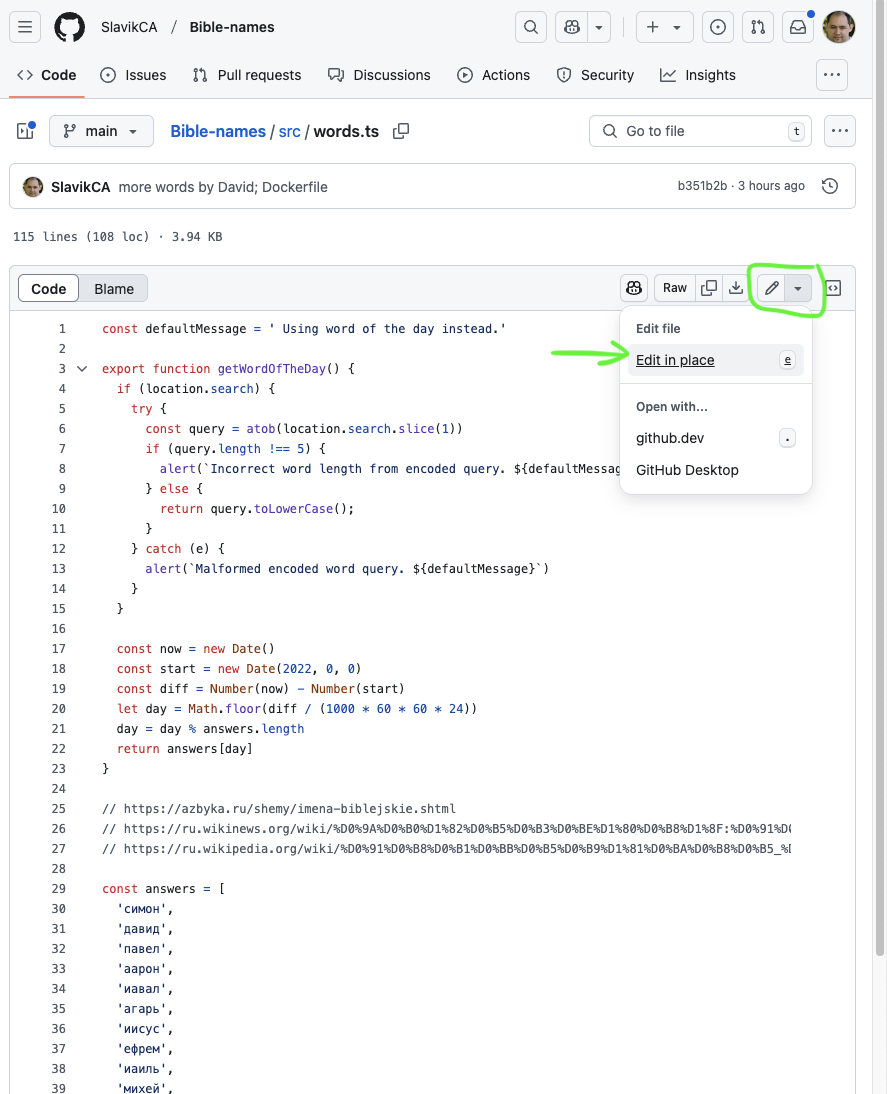 SlavikCA / Bible-names
Code Issues Pull requests Discussions Actions Security Insights
main Bible-names / src / words.ts Go to file t
SlavikCA more words by David; Dockerfile b351b2b · 3 hours ago
115 lines (108 loc) · 3.94 KB
Code Blame Raw
Edit file
Edit in place e
Open with...
github.dev .
GitHub Desktop
1 const defaultMessage = ' Using word of the day instead.'
2
3 export function getWordOfTheDay() {
4 if (location.search) {
5 try {
6 const query = atob(location.search.slice(1))
7 if (query.length !== 5) {
8 alert(`Incorrect word length from encoded query. ${defaultMessag
9 } else {
10 return query.toLowerCase();
11 }
12 } catch (e) {
13 alert(`Malformed encoded word query. ${defaultMessage}`)
14 }
15 }
16
17 const now = new Date()
18 const start = new Date(2022, 0, 0)
19 const diff = Number(now) - Number(start)
20 let day = Math.floor(diff / (1000 * 60 * 60 * 24))
21 day = day % answers.length
22 return answers[day]
23 }
24
25 // https://azbyka.ru/shemy/imena-biblejskie.shtml
26 // https://ru.wikinews.org/wiki/%D0%9A%D0%B0%D1%82%D0%B5%D0%B3%D0%BE%D1%80%D0%B8%D1%8F:%D0%91%D0
27 // https://ru.wikipedia.org/wiki/%D0%91%D0%B8%D0%B1%D0%BB%D0%B5%D0%B9%D1%81%D0%BA%D0%B8%D0%B5_%D
28
29 const answers = [
30 'симон',
31 'давид',
32 'павел',
33 'аарон',
34 'иавал',
35 'агарь',
36 'иисус',
37 'ефрем',
38 'иаиль',
39 'михей',